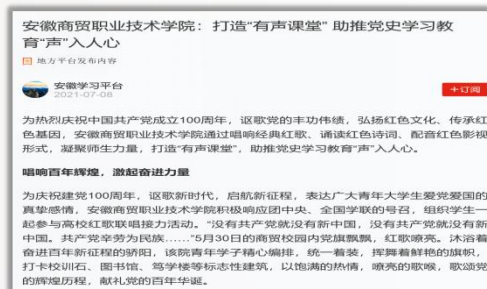 安徽商贸职业技术学院：打造“有声课堂” 助推党史学习教
育“声”入人心
地方平台发布内容
安徽学习平台
2021-07-08
+订阅
为热烈庆祝中国共产党成立100周年，讴歌党的丰功伟绩，弘扬红色文化、传承红
色基因，安徽商贸职业技术学院通过唱响经典红歌、诵读红色诗词、配音红色影视
形式，凝聚师生力量，打造“有声课堂”，助推党史学习教育“声”入人心。
唱响百年辉煌，激起奋进力量
为庆祝建党100周年，讴歌新时代，启航新征程，表达广大青年大学生爱党爱国的
真挚感情，安徽商贸职业技术学院积极响应团中央、全国学联的号召，组织学生一
起参与高校红歌联唱接力活动。“没有共产党就没有新中国，没有共产党就没有新
中国。共产党辛劳为民族……”5月30日的商贸校园内党旗飘飘，红歌嘹亮。沐浴着
奋进百年新征程的骄阳，该院青年学子精心编排，统一着装，挥舞着鲜艳的旗帜，
打卡校训石、图书馆、笃学楼等标志性建筑，以饱满的热情，嘹亮的歌喉，歌颂党
的辉煌历程，献礼党的百年华诞。